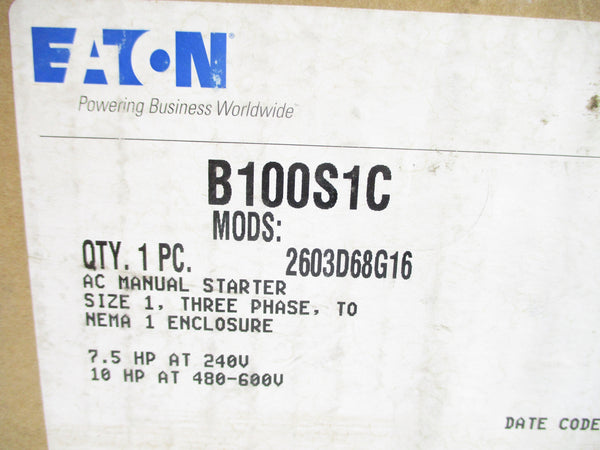 EATON
Powering Business Worldwide
B100S1C
MODS:
QTY. 1 PC. 2603D68G16
AC MANUAL STARTER
SIZE 1, THREE PHASE, TO
NEMA 1 ENCLOSURE
7.5 HP AT 240V
10 HP AT 480-600V
DATE CODE